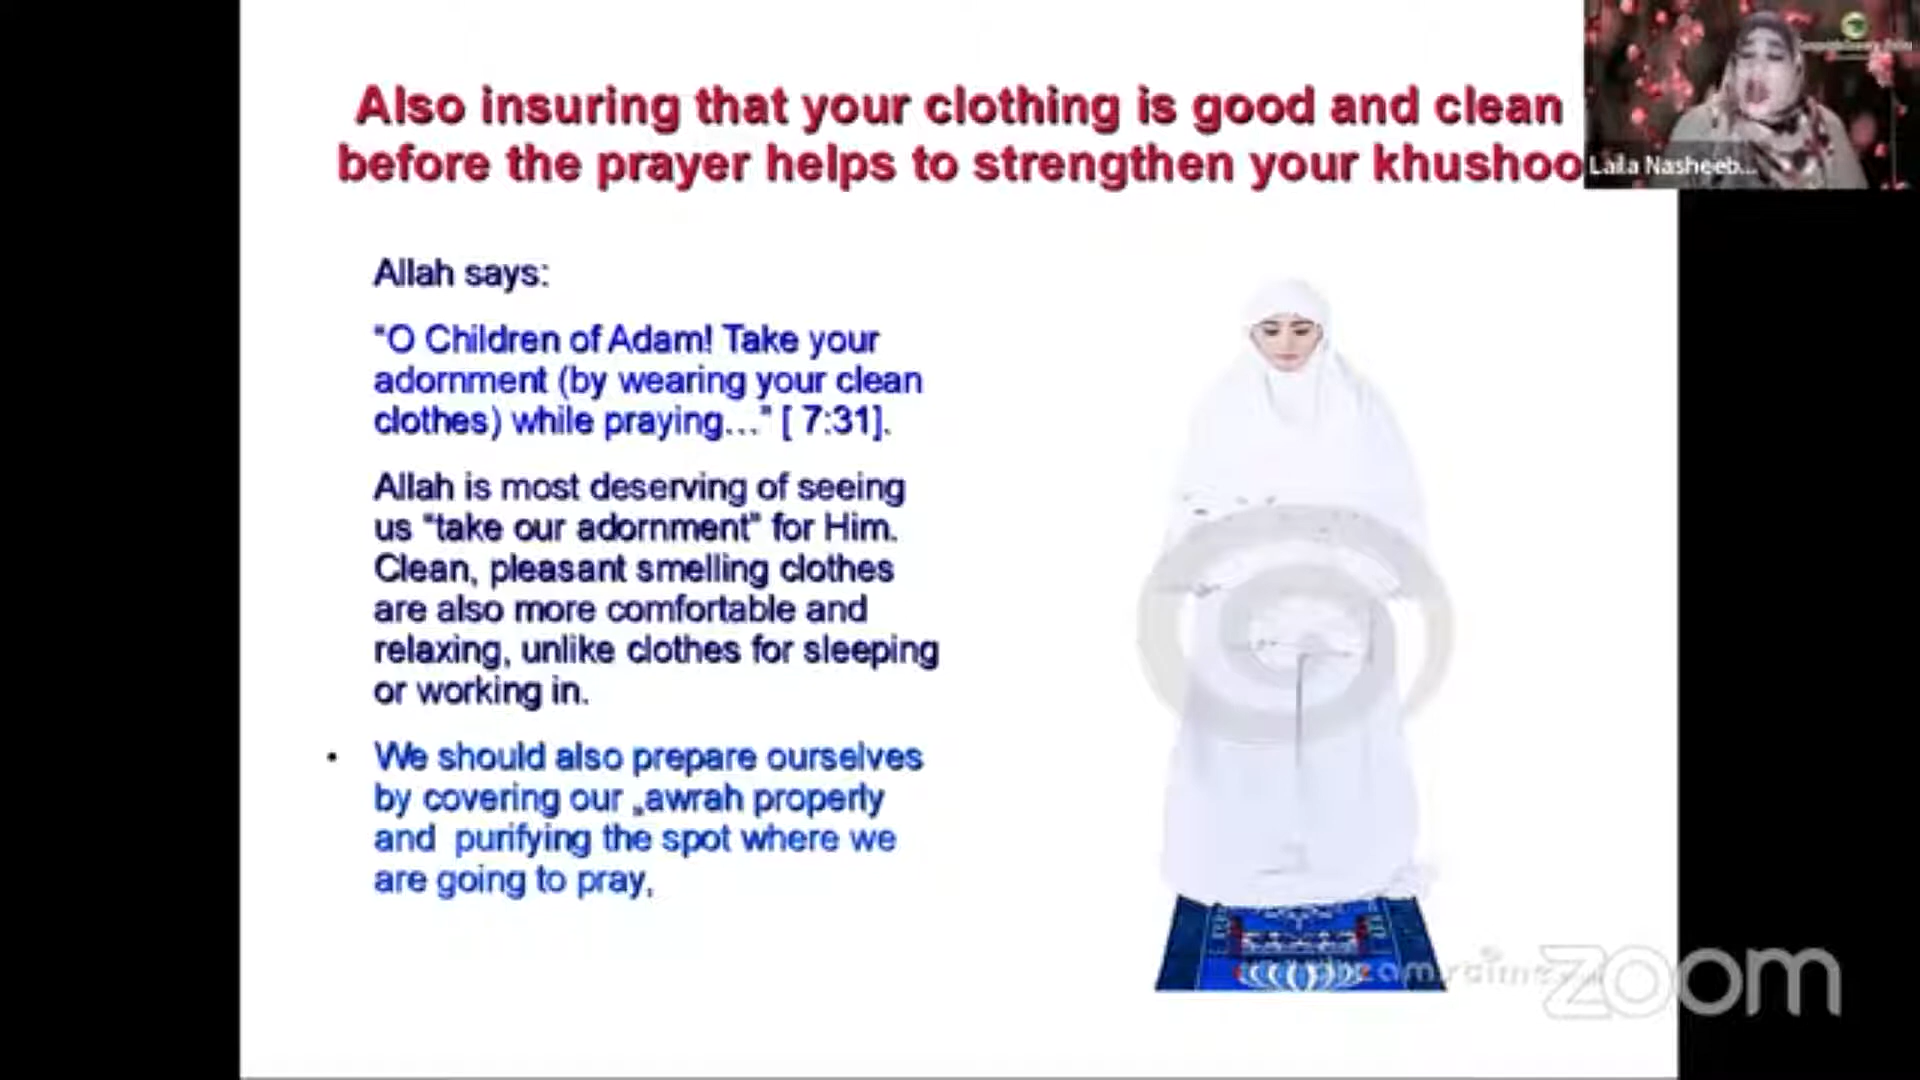 Also insuring that your clothing is good and clean
before the prayer helps to strengthen your khushoo
Laila Nasheeb...
Allah says:
“O Children of Adam! Take your
adornment (by wearing your clean
clothes) while praying…” [ 7:31].
Allah is most deserving of seeing
us “take our adornment” for Him.
Clean, pleasant smelling clothes
are also more comfortable and
relaxing, unlike clothes for sleeping
or working in.
• We should also prepare ourselves
by covering our „awrah properly
and purifying the spot where we
are going to pray,
zoom